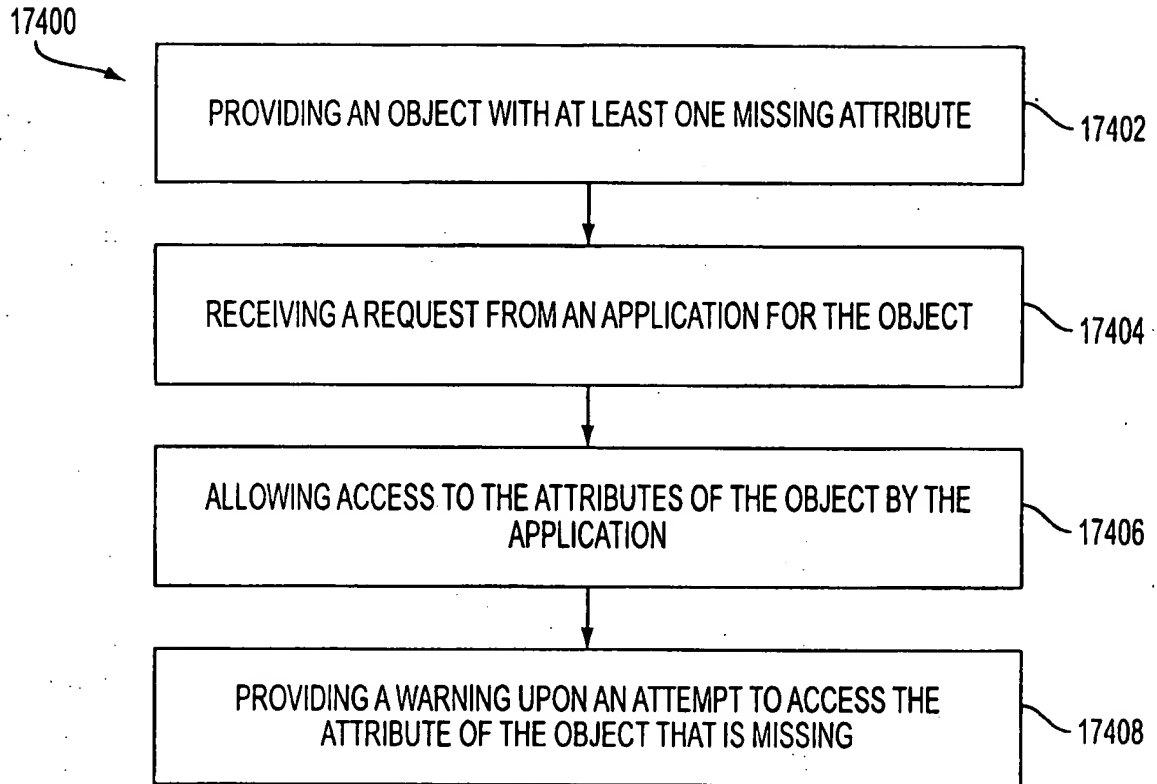 17400
PROVIDING AN OBJECT WITH AT LEAST ONE MISSING ATTRIBUTE
17402
RECEIVING A REQUEST FROM AN APPLICATION FOR THE OBJECT
17404
ALLOWING ACCESS TO THE ATTRIBUTES OF THE OBJECT BY THE
APPLICATION
17406
PROVIDING A WARNING UPON AN ATTEMPT TO ACCESS THE
ATTRIBUTE OF THE OBJECT THAT IS MISSING
17408